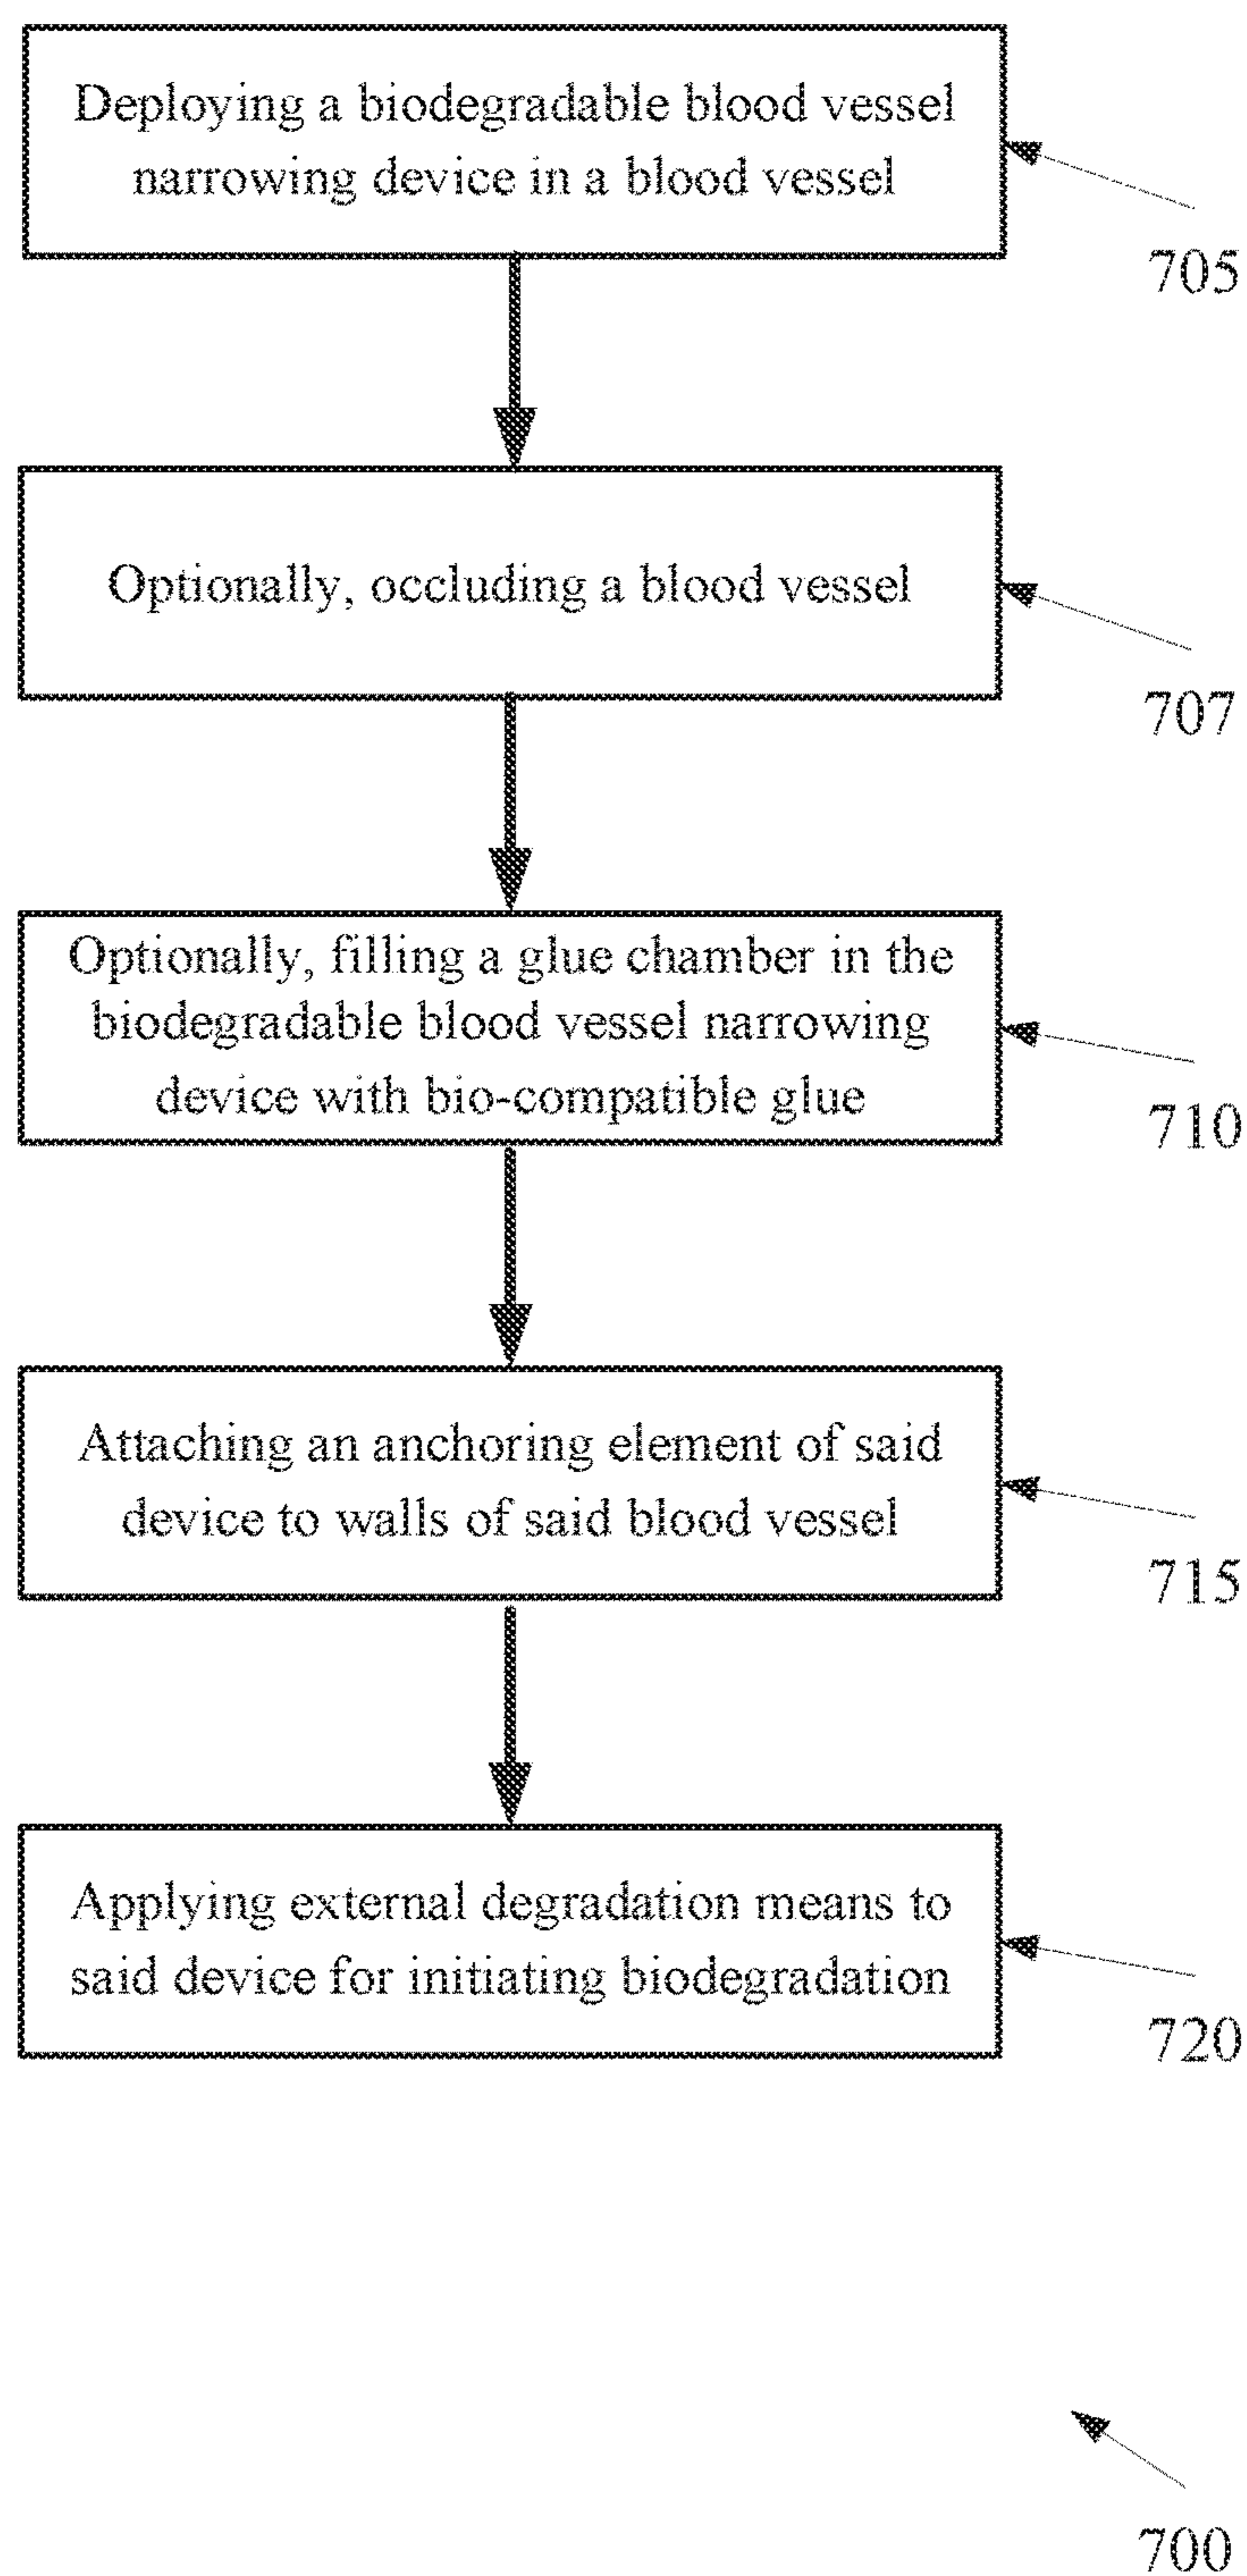 Deploying a biodegradable blood vessel
narrowing device in a blood vessel
705
Optionally, occluding a blood vessel
707
Optionally, filling a glue chamber in the
biodegradable blood vessel narrowing
device with bio-compatible glue
710
Attaching an anchoring element of said
device to walls of said blood vessel
715
Applying external degradation means to
said device for initiating biodegradation
720
700